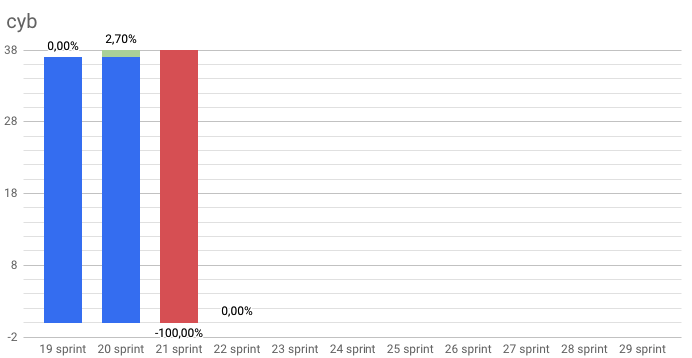 cyb
38
28
18
8
-2
0,00%
2,70%
-100,00%
0,00%
19 sprint
20 sprint
21 sprint
22 sprint
23 sprint
24 sprint
25 sprint
26 sprint
27 sprint
28 sprint
29 sprint